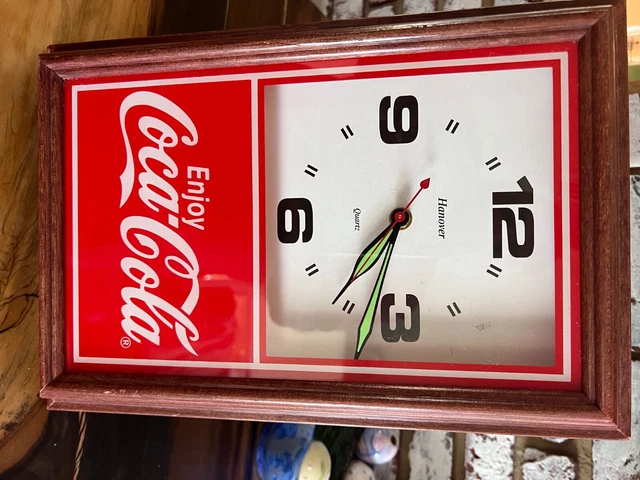 12
Hanover
9
3
Quartz
6
Enjoy
Coca-Cola®